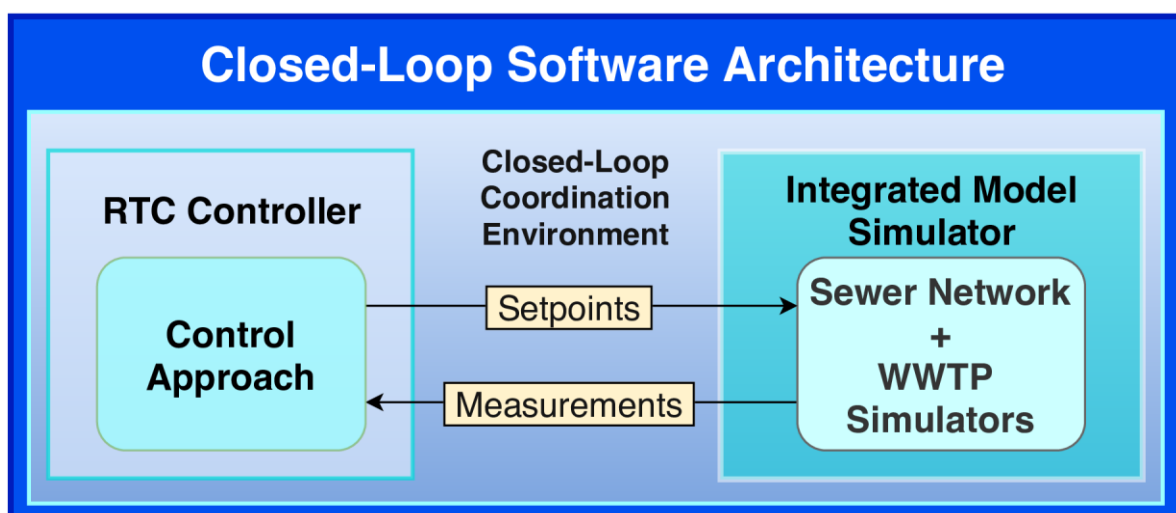 Closed-Loop Software Architecture
RTC Controller
Control
Approach
Closed-Loop
Coordination
Environment
Setpoints
Measurements
Integrated Model
Simulator
Sewer Network
+
WWTP
Simulators